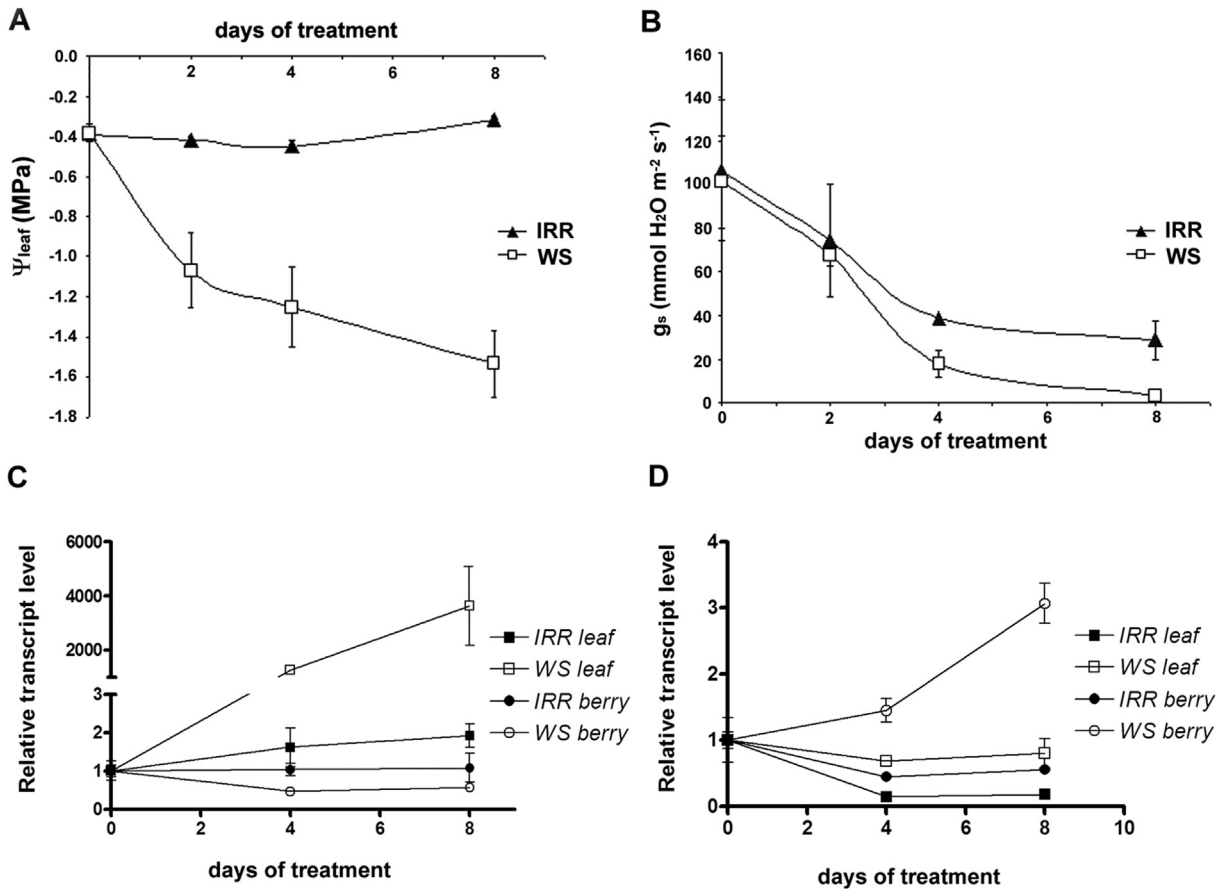 A
days of treatment
0.0
2
4
6
8
-0.2
-0.4
-0.6
-0.8
-1.0
-1.2
-1.4
-1.6
-1.8
Ψleaf (MPa)
IRR
WS
B
160
140
120
100
80
60
40
20
0
gs (mmol H2O m-2 s-1)
0
2
4
6
8
days of treatment
IRR
WS
C
Relative transcript level
6000
4000
2000
3
2
1
0
0
2
4
6
8
days of treatment
IRR leaf
WS leaf
IRR berry
WS berry
D
Relative transcript level
4
3
2
1
0
0
2
4
6
8
10
days of treatment
IRR leaf
WS leaf
IRR berry
WS berry